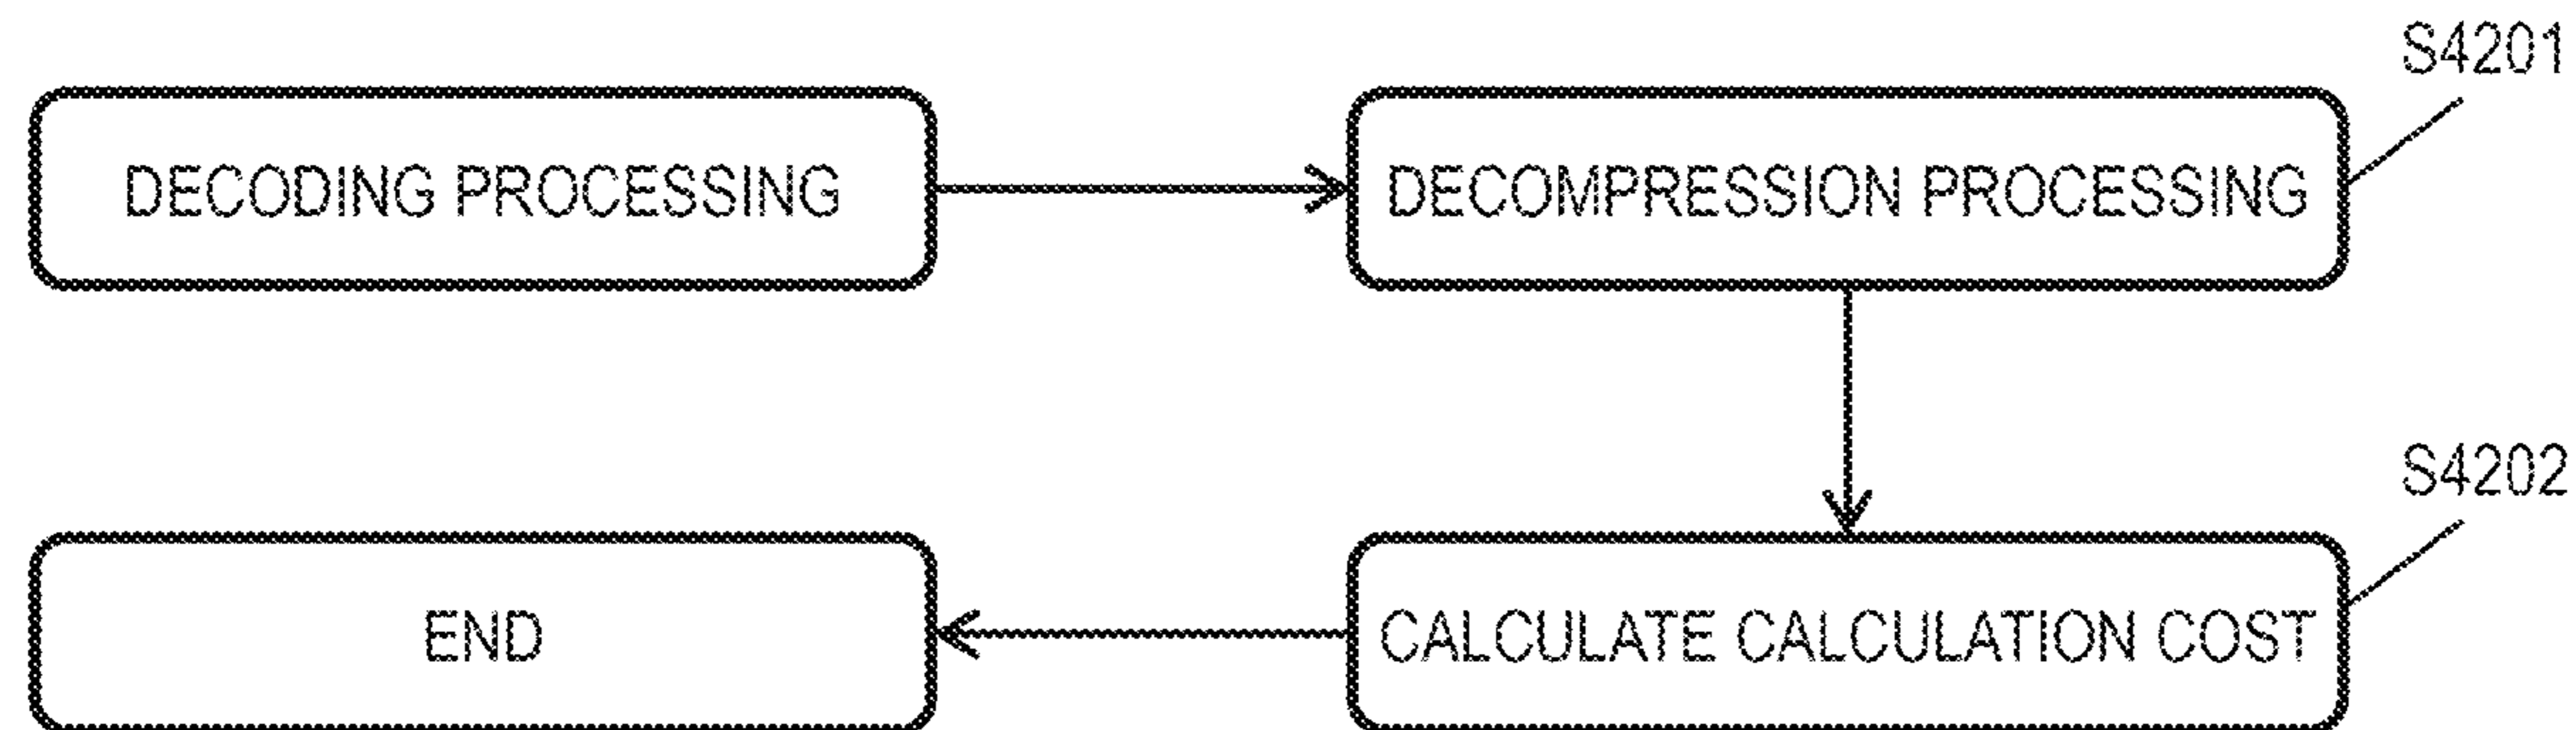 S4201
DECODING PROCESSING
DECOMPRESSION PROCESSING
S4202
END
CALCULATE CALCULATION COST